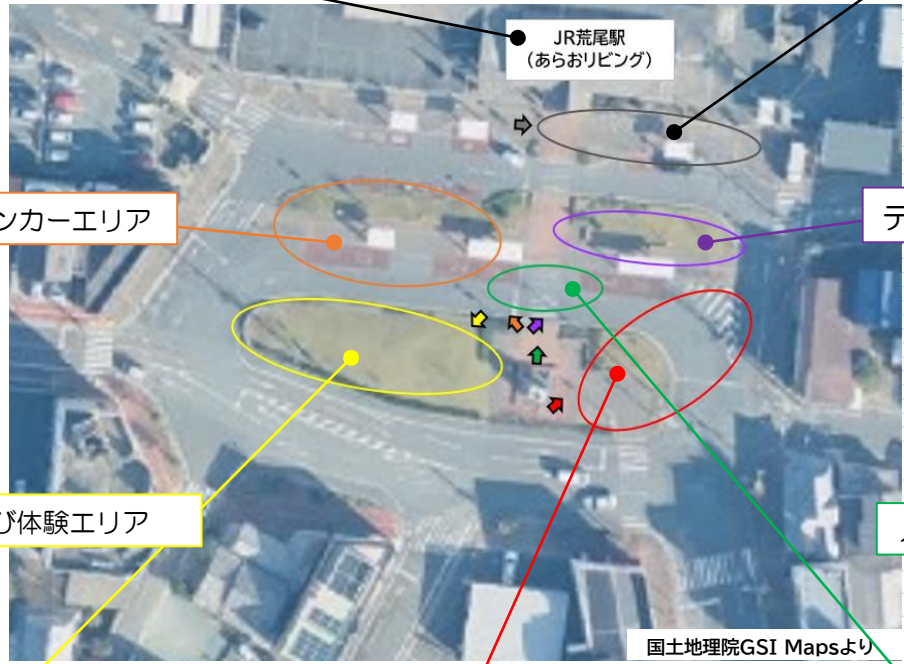 JR荒尾駅
(あらおリビング)
ンカーエリア
テ
び体験エリア
国土地理院GSI Mapsより